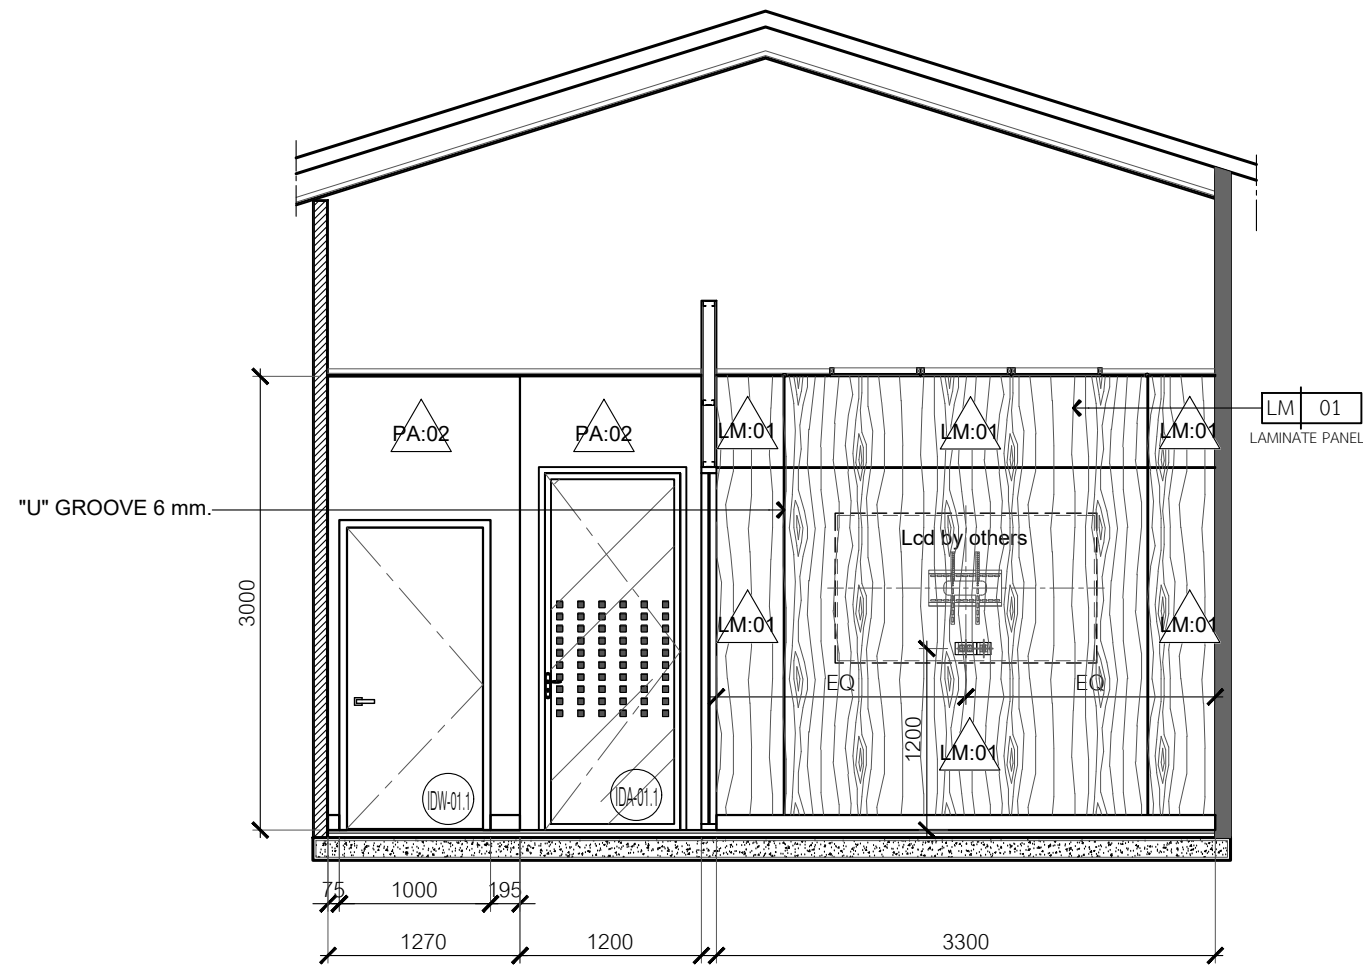 PA:02
PA:02
LM:01
LM:01
LM:01
LM 01
LAMINATE PANEL
"U" GROOVE 6 mm.
Lcd by others
3000
LM:01
LM:01
EQ
EQ
1200
LM:01
IDW-01.1
IDA-01.1
75
1000
195
1270
1200
3300